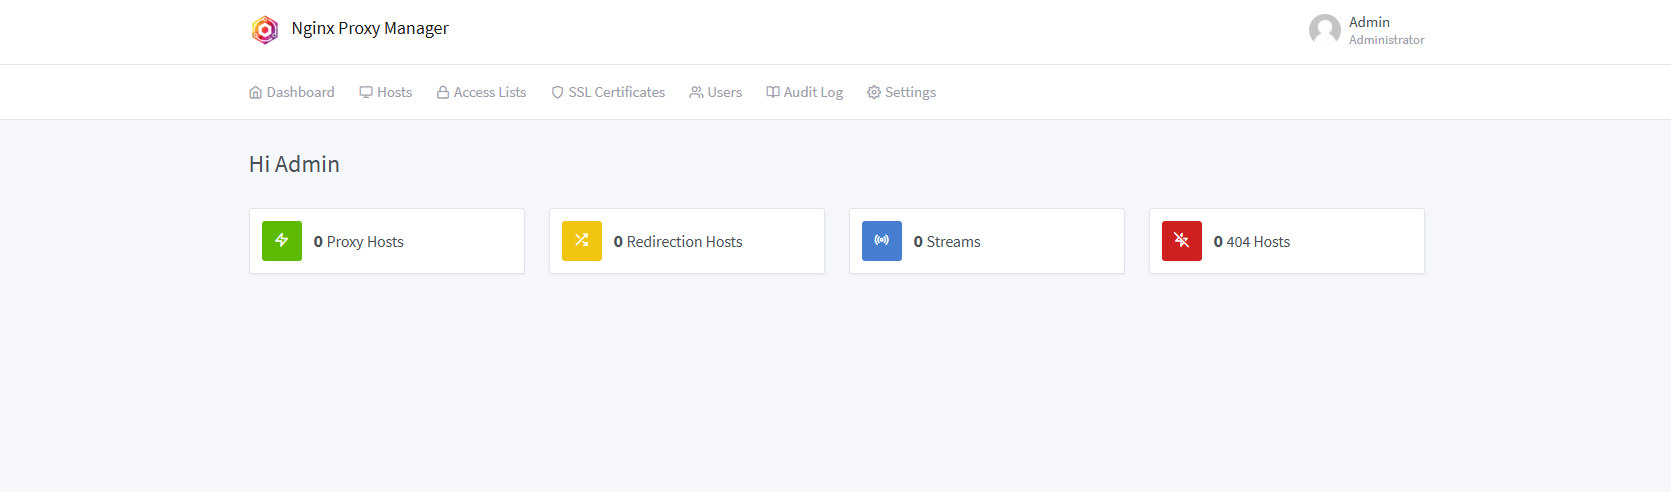 Nginx Proxy Manager
Admin
Administrator
Dashboard Hosts Access Lists SSL Certificates Users Audit Log Settings
Hi Admin
0 Proxy Hosts 0 Redirection Hosts 0 Streams 0 404 Hosts